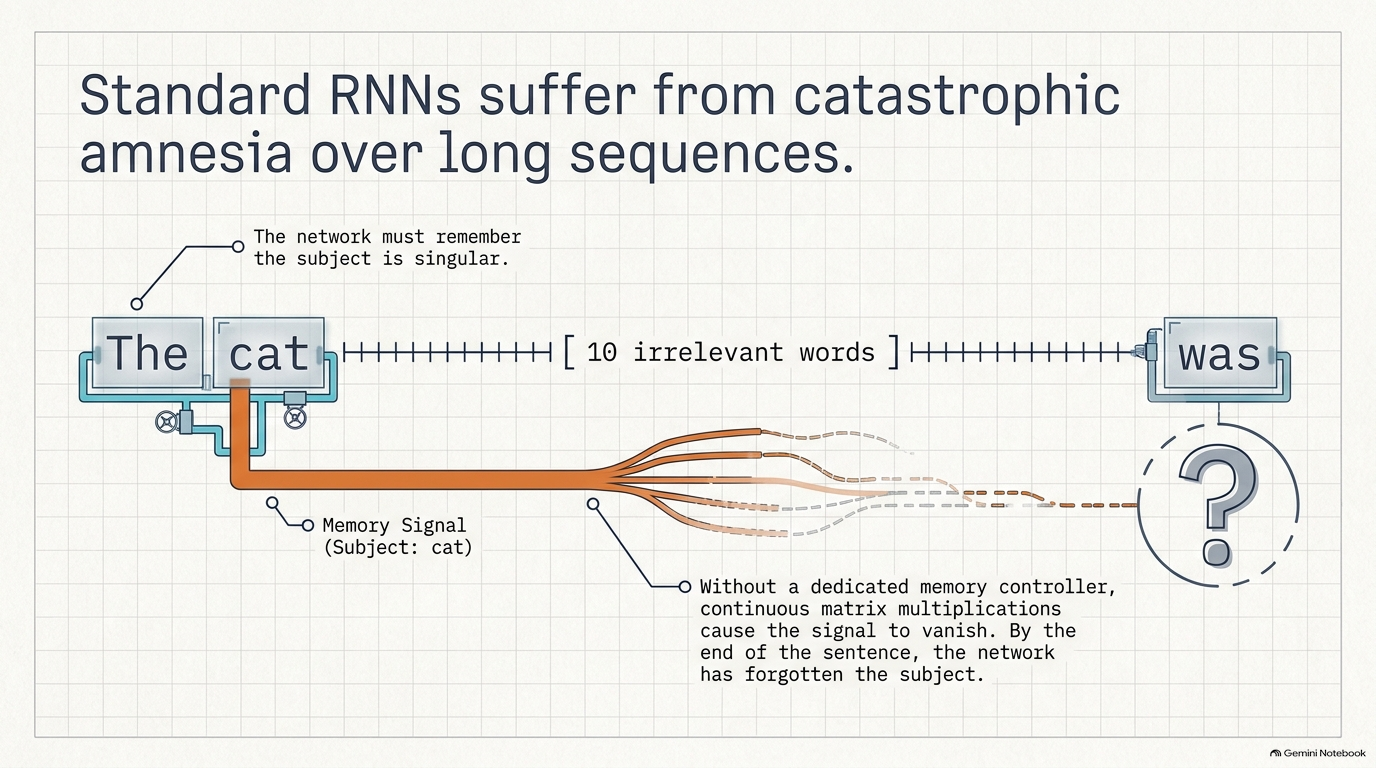 Standard RNNs suffer from catastrophic
amnesia over long sequences.
The network must remember
the subject is singular.
The cat [ 10 irrelevant words ] was
?
Memory Signal
(Subject: cat)
Without a dedicated memory controller,
continuous matrix multiplications
cause the signal to vanish. By the
end of the sentence, the network
has forgotten the subject.
Gemini Notebook